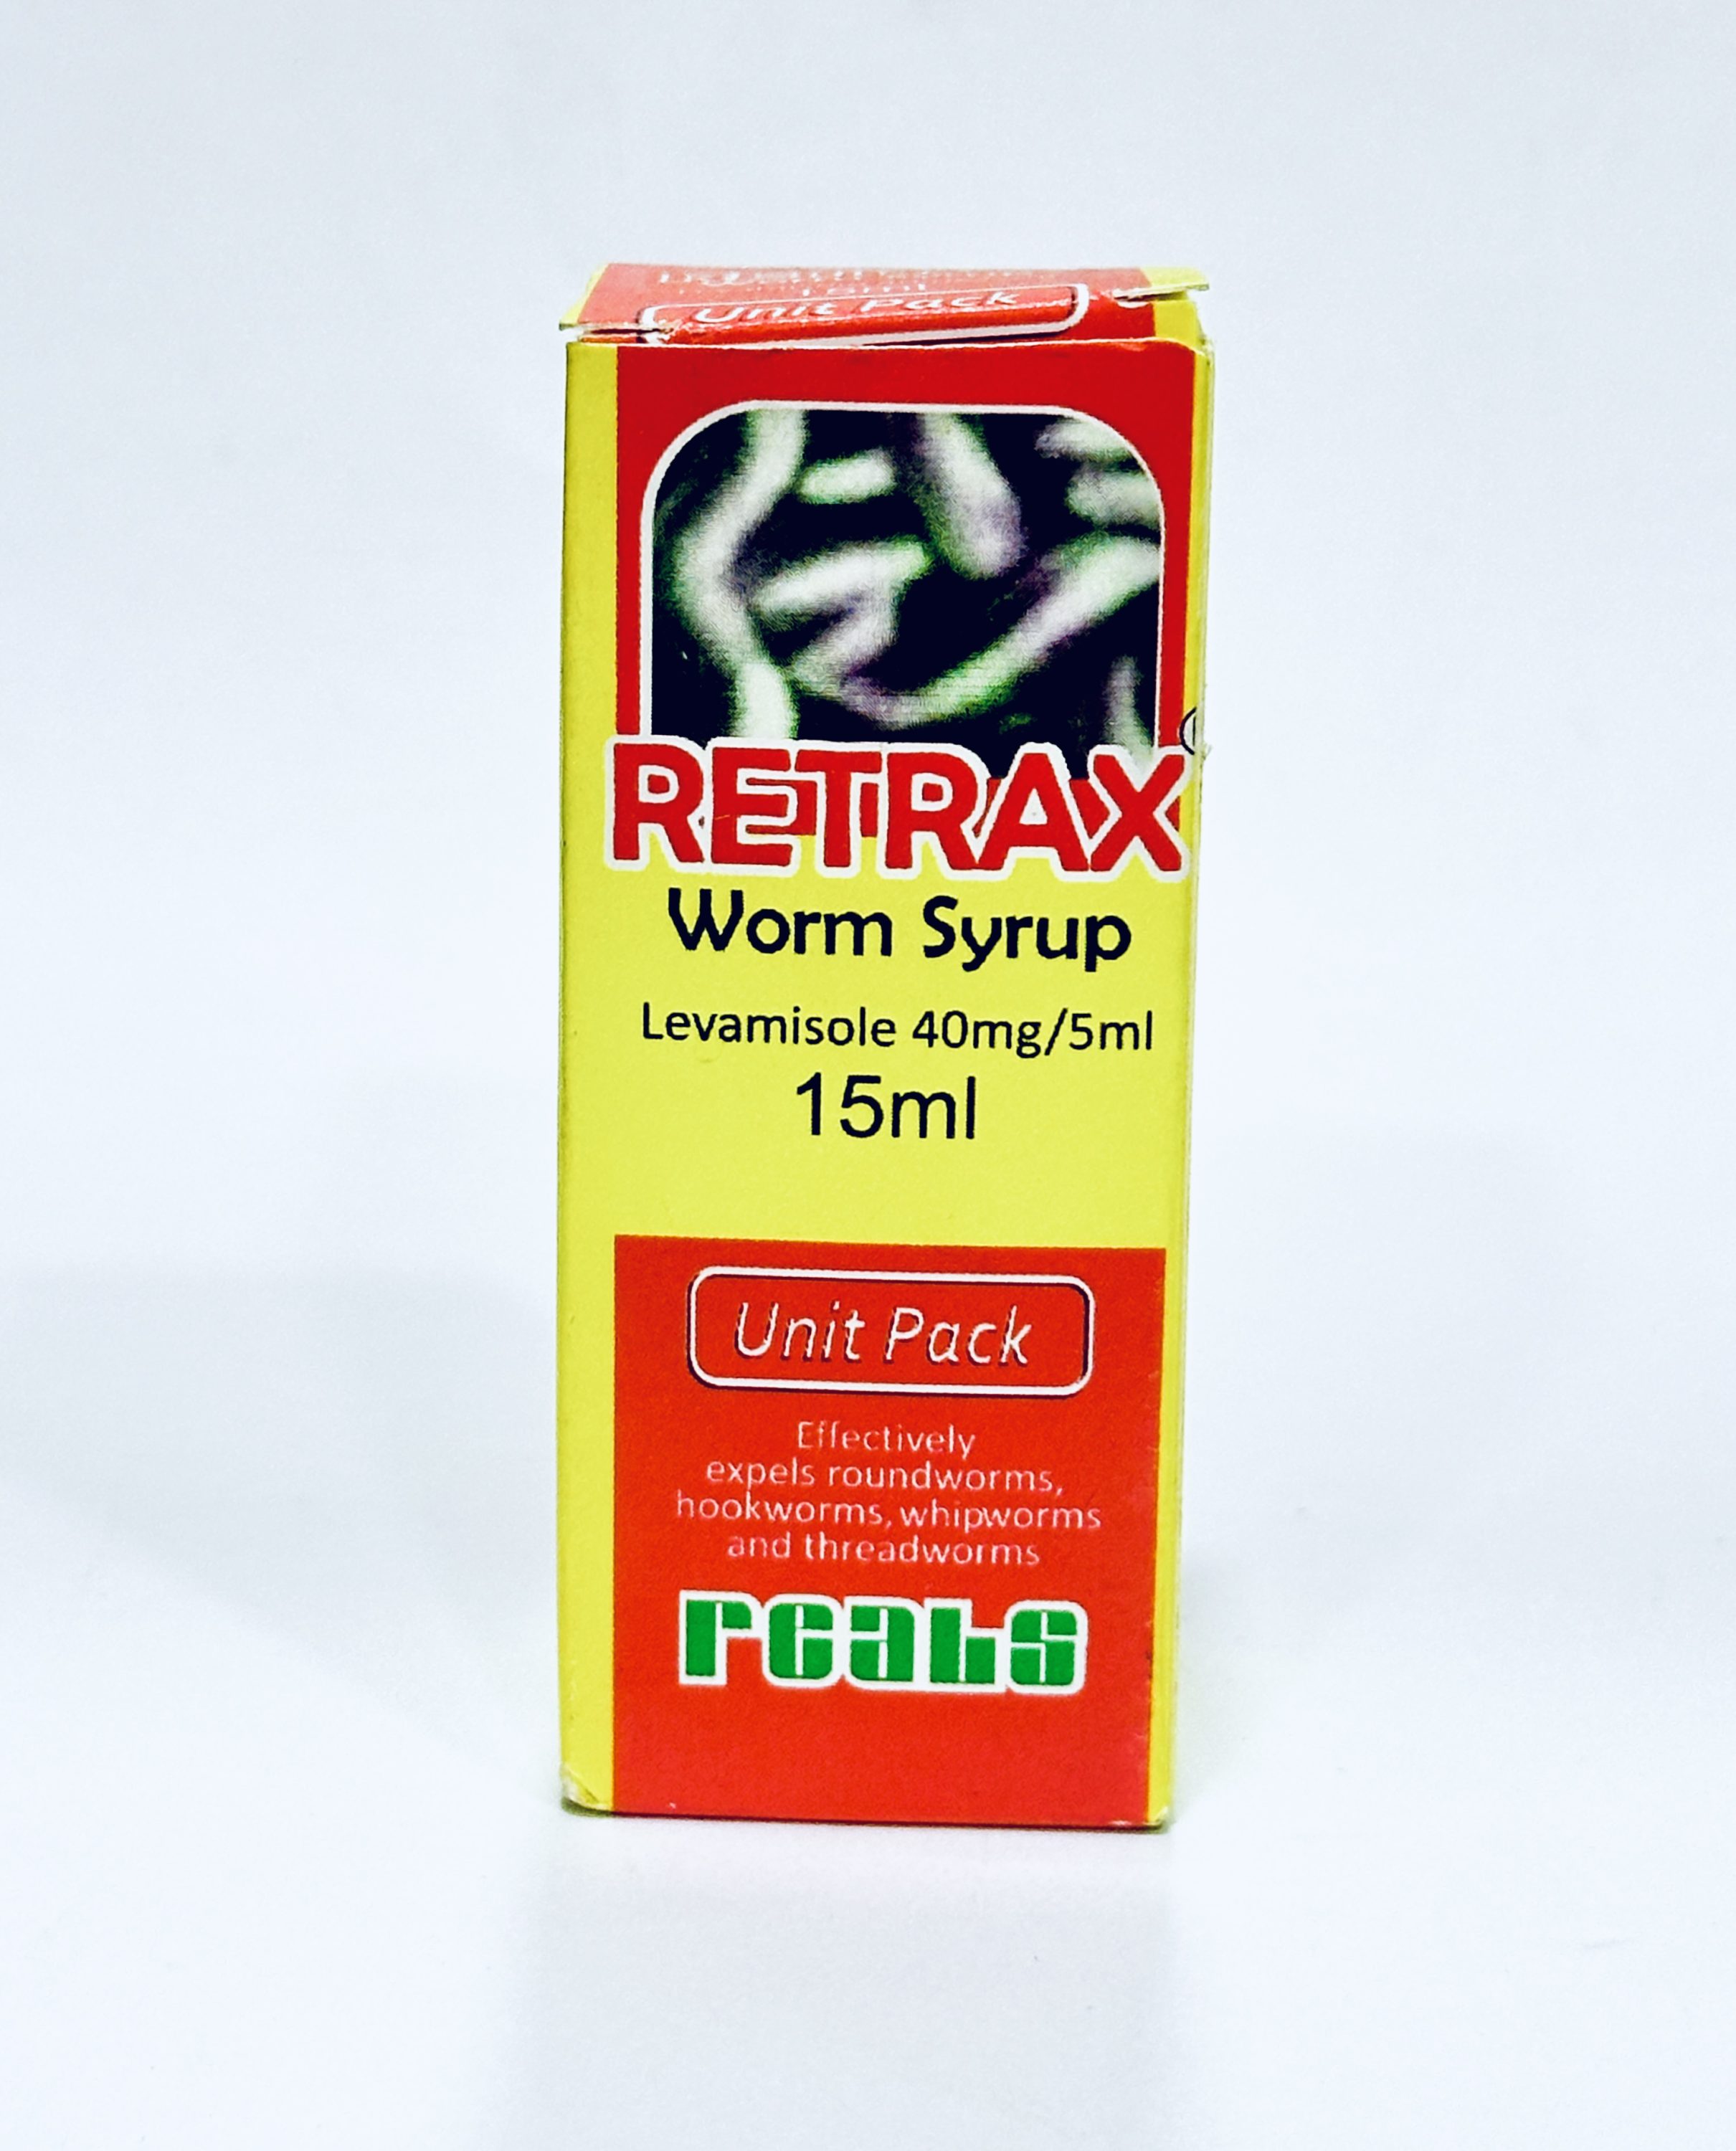 Unit Pack
RETRAX
Worm Syrup
Levamisole 40mg/5ml
15ml
Unit Pack
Effectively
expels roundworms,
hookworms, whipworms
and threadworms
reals